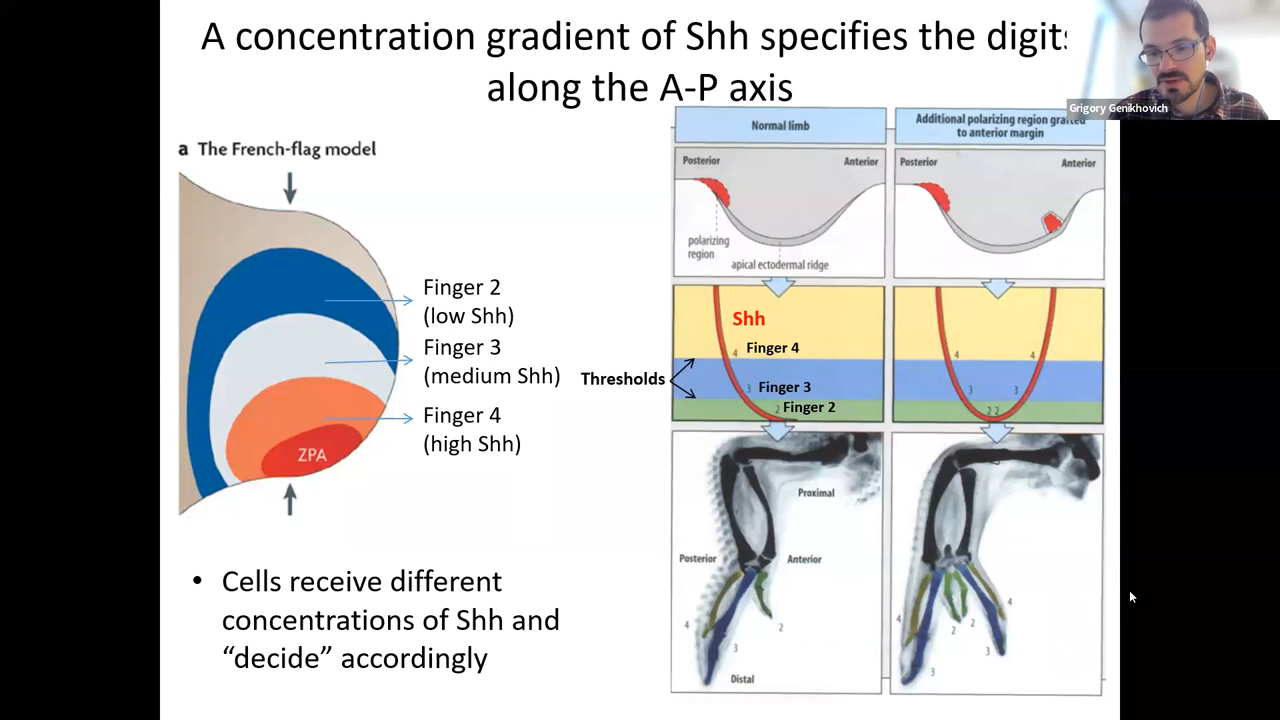 A concentration gradient of Shh specifies the digits
along the A-P axis
Grigory Genikhovich
a The French-flag model
Finger 2
(low Shh)
Finger 3
(medium Shh)
Finger 4
(high Shh)
ZPA
• Cells receive different
concentrations of Shh and
“decide” accordingly
Normal limb
Posterior
Anterior
polarizing
region
apical ectodermal ridge
Thresholds
Shh
4
Finger 4
3
Finger 3
2
Finger 2
Proximal
Posterior
Anterior
4
2
3
Distal
Additional polarizing region grafted
to anterior margin
Posterior
Anterior
4
4
3
3
2 2
4
4
2
2
3
3